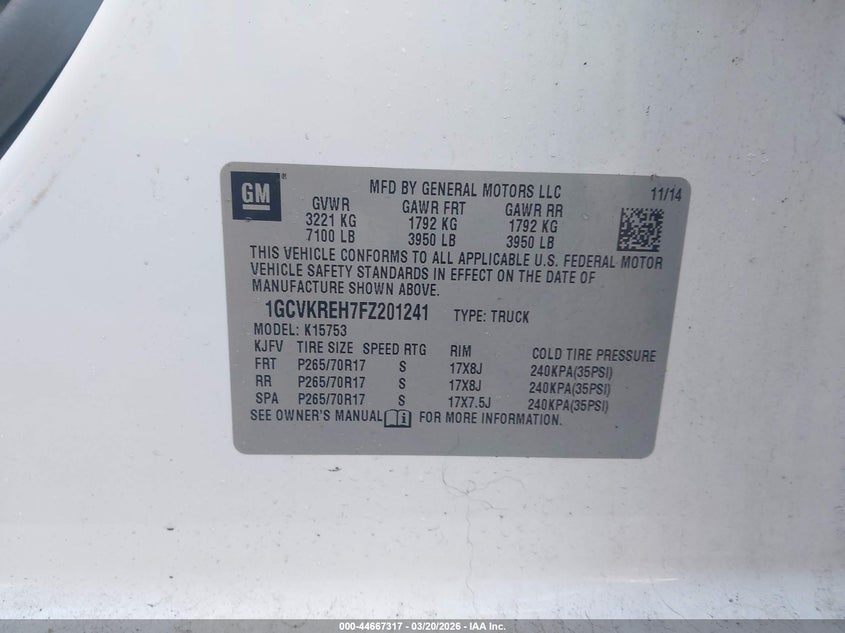 GM ®
MFD BY GENERAL MOTORS LLC 11/14
GVWR GAWR FRT GAWR RR
3221 KG 1792 KG 1792 KG
7100 LB 3950 LB 3950 LB
THIS VEHICLE CONFORMS TO ALL APPLICABLE U.S. FEDERAL MOTOR
VEHICLE SAFETY STANDARDS IN EFFECT ON THE DATE OF
MANUFACTURE SHOWN ABOVE.
1GCVKREH7FZ201241 TYPE: TRUCK
MODEL: K15753
KJFV TIRE SIZE SPEED RTG RIM COLD TIRE PRESSURE
FRT P265/70R17 S 17X8J 240KPA(35PSI)
RR P265/70R17 S 17X8J 240KPA(35PSI)
SPA P265/70R17 S 17X7.5J 240KPA(35PSI)
SEE OWNER'S MANUAL FOR MORE INFORMATION.
000-44667317 - 03/20/2026 - IAA Inc.